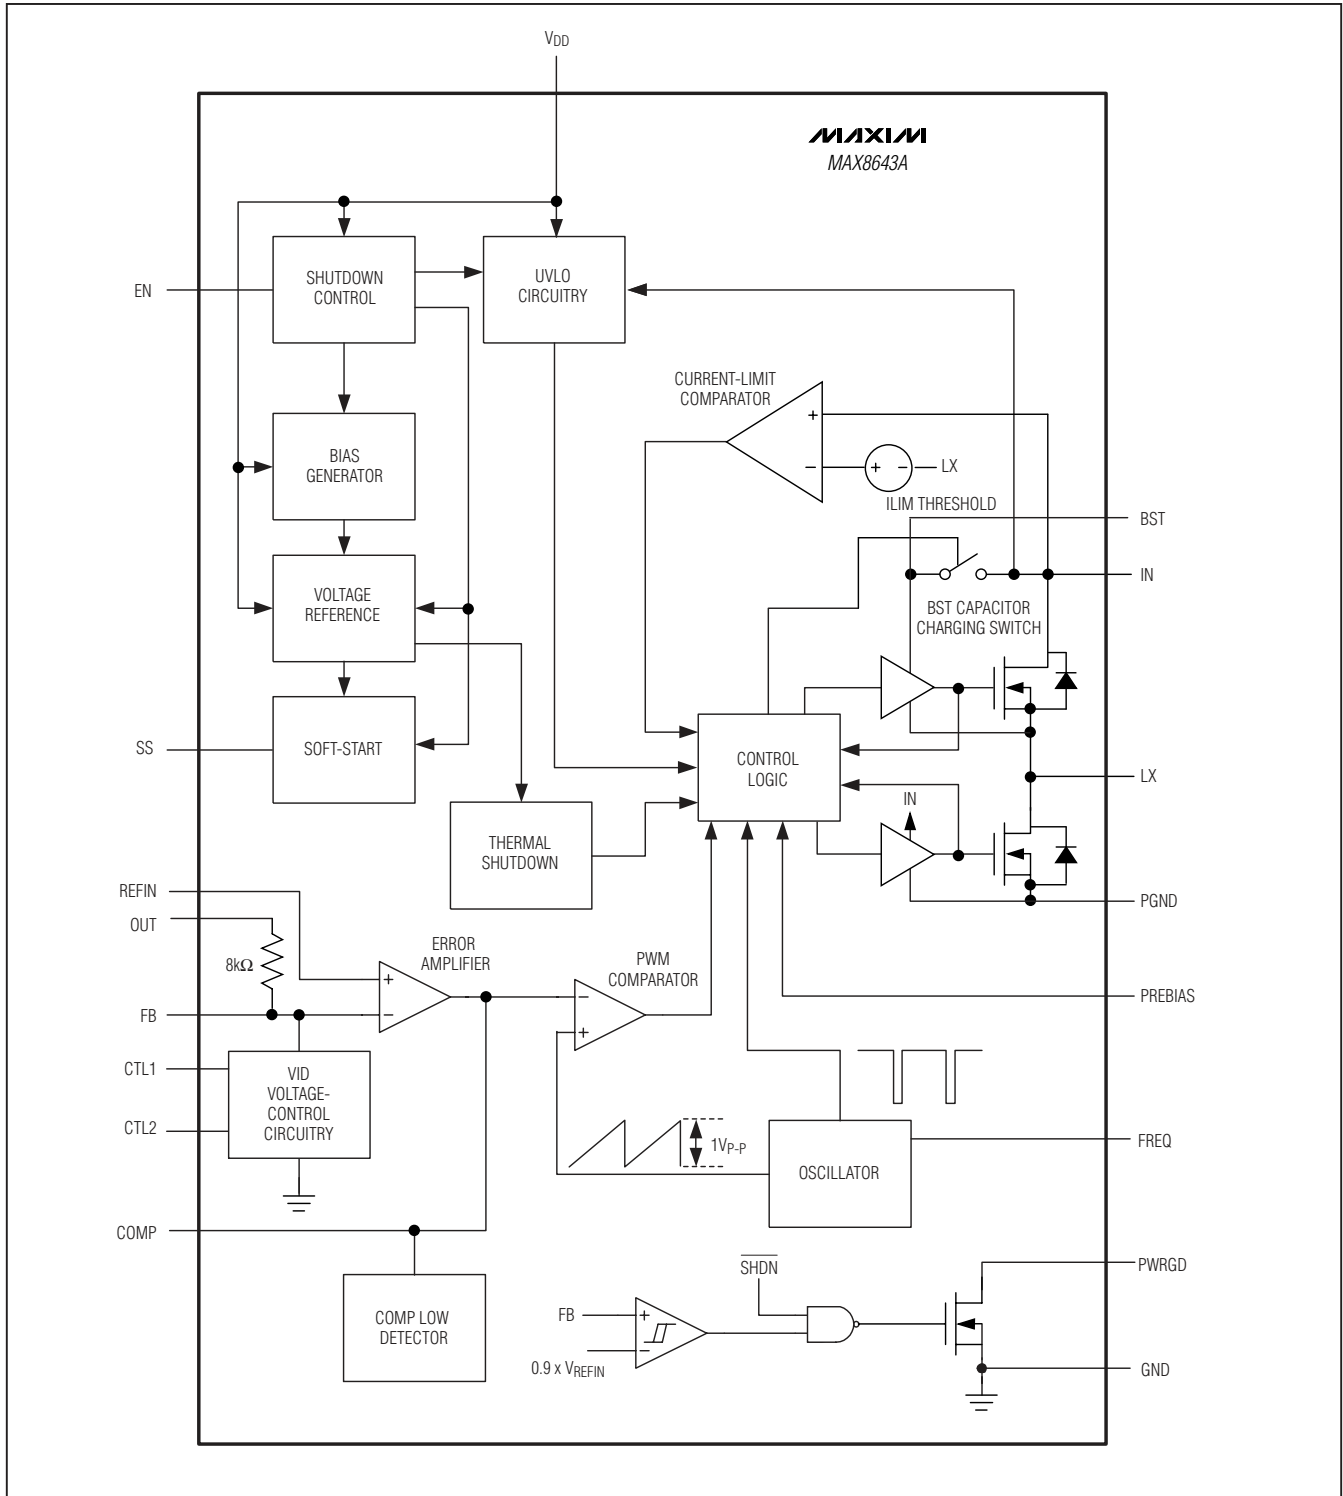 VDD
MAXIM
MAX8643A
SHUTDOWN
CONTROL
UVLO
CIRCUITRY
EN
CURRENT-LIMIT
COMPARATOR
+
−
+ −
LX
ILIM THRESHOLD
BIAS
GENERATOR
BST
IN
BST CAPACITOR
CHARGING SWITCH
VOLTAGE
REFERENCE
SS
SOFT-START
CONTROL
LOGIC
LX
IN
THERMAL
SHUTDOWN
REFIN
OUT
8kΩ
FB
ERROR
AMPLIFIER
+
−
PWM
COMPARATOR
−
+
PGND
PREBIAS
CTL1
CTL2
VID
VOLTAGE-
CONTROL
CIRCUITRY
1VP-P
OSCILLATOR
FREQ
COMP
COMP LOW
DETECTOR
SHDN
FB
+
−
0.9 x VREFIN
PWRGD
GND